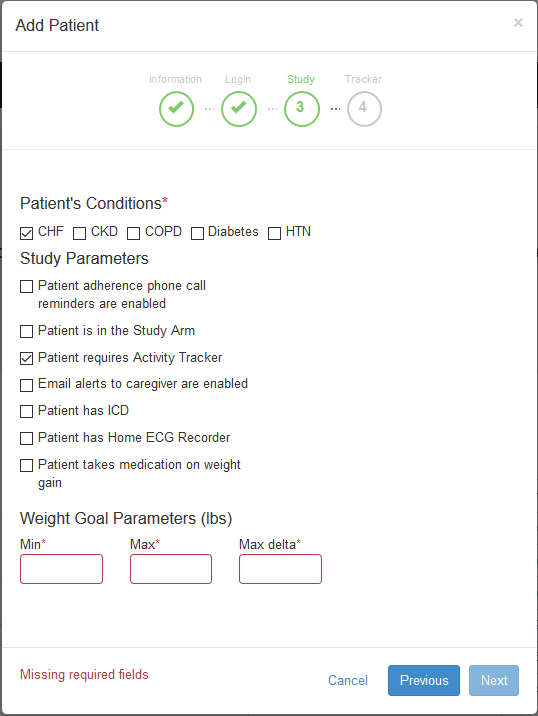 Add Patient ×
Information Login Study Tracker
3 4
Patient's Conditions*
CHF CKD COPD Diabetes HTN
Study Parameters
Patient adherence phone call
reminders are enabled
Patient is in the Study Arm
Patient requires Activity Tracker
Email alerts to caregiver are enabled
Patient has ICD
Patient has Home ECG Recorder
Patient takes medication on weight
gain
Weight Goal Parameters (lbs)
Min* Max* Max delta*
Missing required fields
Cancel Previous Next